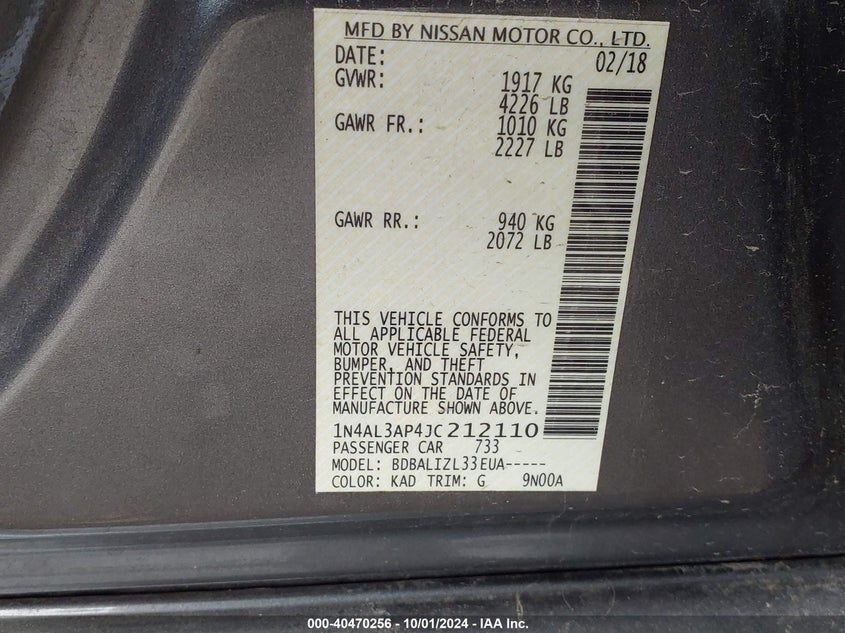 MFD BY NISSAN MOTOR CO., LTD.
DATE: 02/18
GVWR: 1917 KG
4226 LB
GAWR FR.: 1010 KG
2227 LB
GAWR RR.: 940 KG
2072 LB
THIS VEHICLE CONFORMS TO
ALL APPLICABLE FEDERAL
MOTOR VEHICLE SAFETY,
BUMPER, AND THEFT
PREVENTION STANDARDS IN
EFFECT ON THE DATE OF
MANUFACTURE SHOWN ABOVE.
1N4AL3AP4JC212110
PASSENGER CAR 733
MODEL: BDBALIZL33EUA-----
COLOR: KAD TRIM: G 9N00A
000-40470256 - 10/01/2024 - IAA Inc.